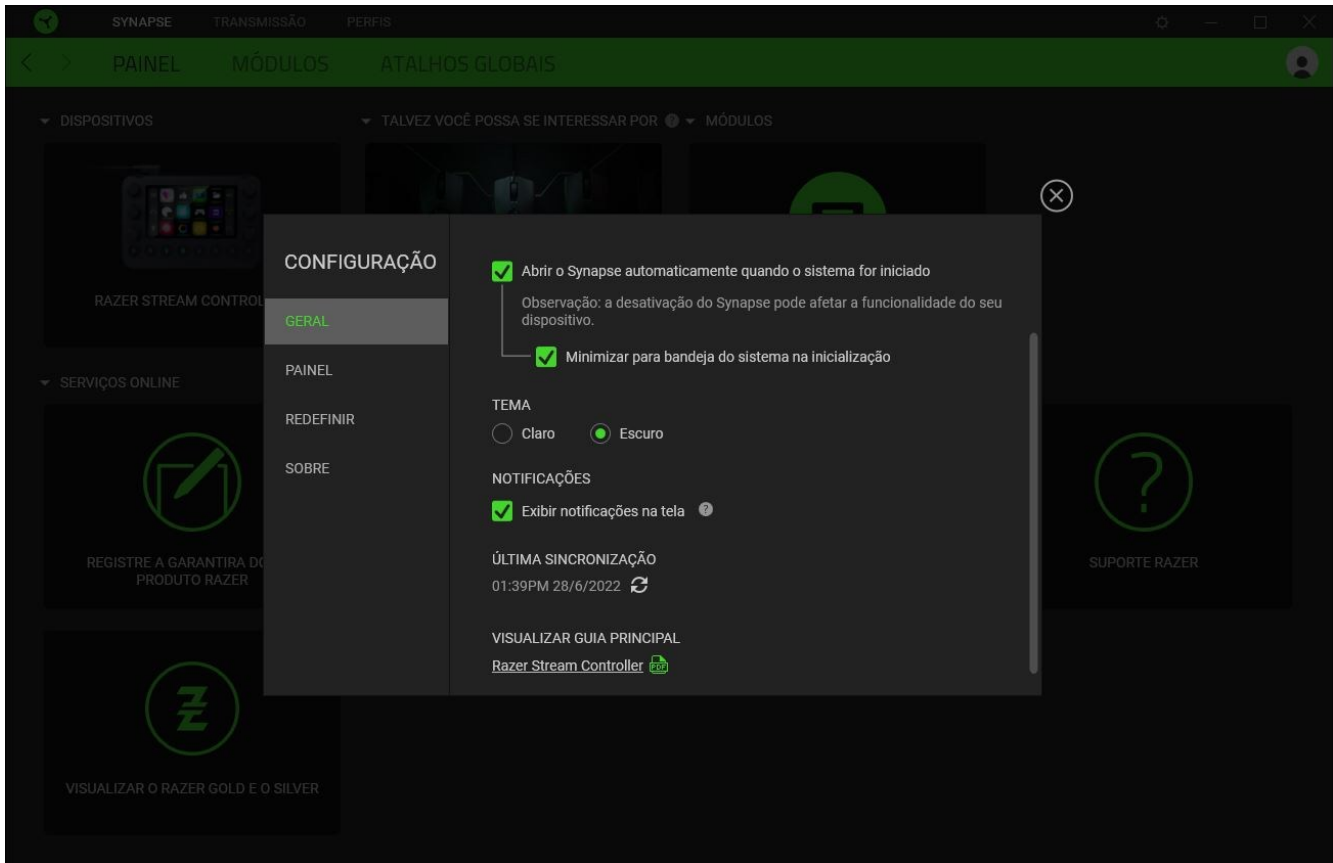 SYNAPSE
TRANSMISSÃO
PERFIS
PAINEL
MÓDULOS
ATALHOS GLOBAIS
DISPOSITIVOS
TALVEZ VOCÊ POSSA SE INTERESSAR POR ?
MÓDULOS
RAZER STREAM CONTROL
SERVIÇOS ONLINE
REGISTRE A GARANTIRA DO
PRODUTO RAZER
SUPORTE RAZER
VISUALIZAR O RAZER GOLD E O SILVER
CONFIGURAÇÃO
GERAL
PAINEL
REDEFINIR
SOBRE
Abrir o Synapse automaticamente quando o sistema for iniciado
Observação: a desativação do Synapse pode afetar a funcionalidade do seu
dispositivo.
Minimizar para bandeja do sistema na inicialização
TEMA
Claro
Escuro
NOTIFICAÇÕES
Exibir notificações na tela ?
ÚLTIMA SINCRONIZAÇÃO
01:39PM 28/6/2022
VISUALIZAR GUIA PRINCIPAL
Razer Stream Controller PDF